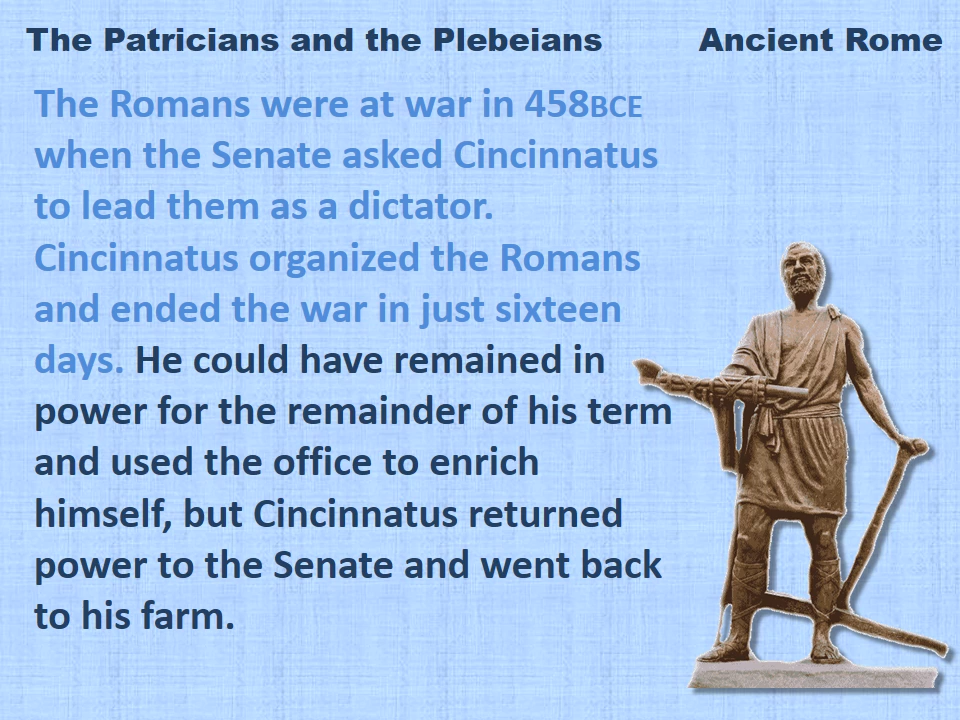 The Patricians and the Plebeians Ancient Rome
The Romans were at war in 458BCE
when the Senate asked Cincinnatus
to lead them as a dictator.
Cincinnatus organized the Romans
and ended the war in just sixteen
days. He could have remained in
power for the remainder of his term
and used the office to enrich
himself, but Cincinnatus returned
power to the Senate and went back
to his farm.